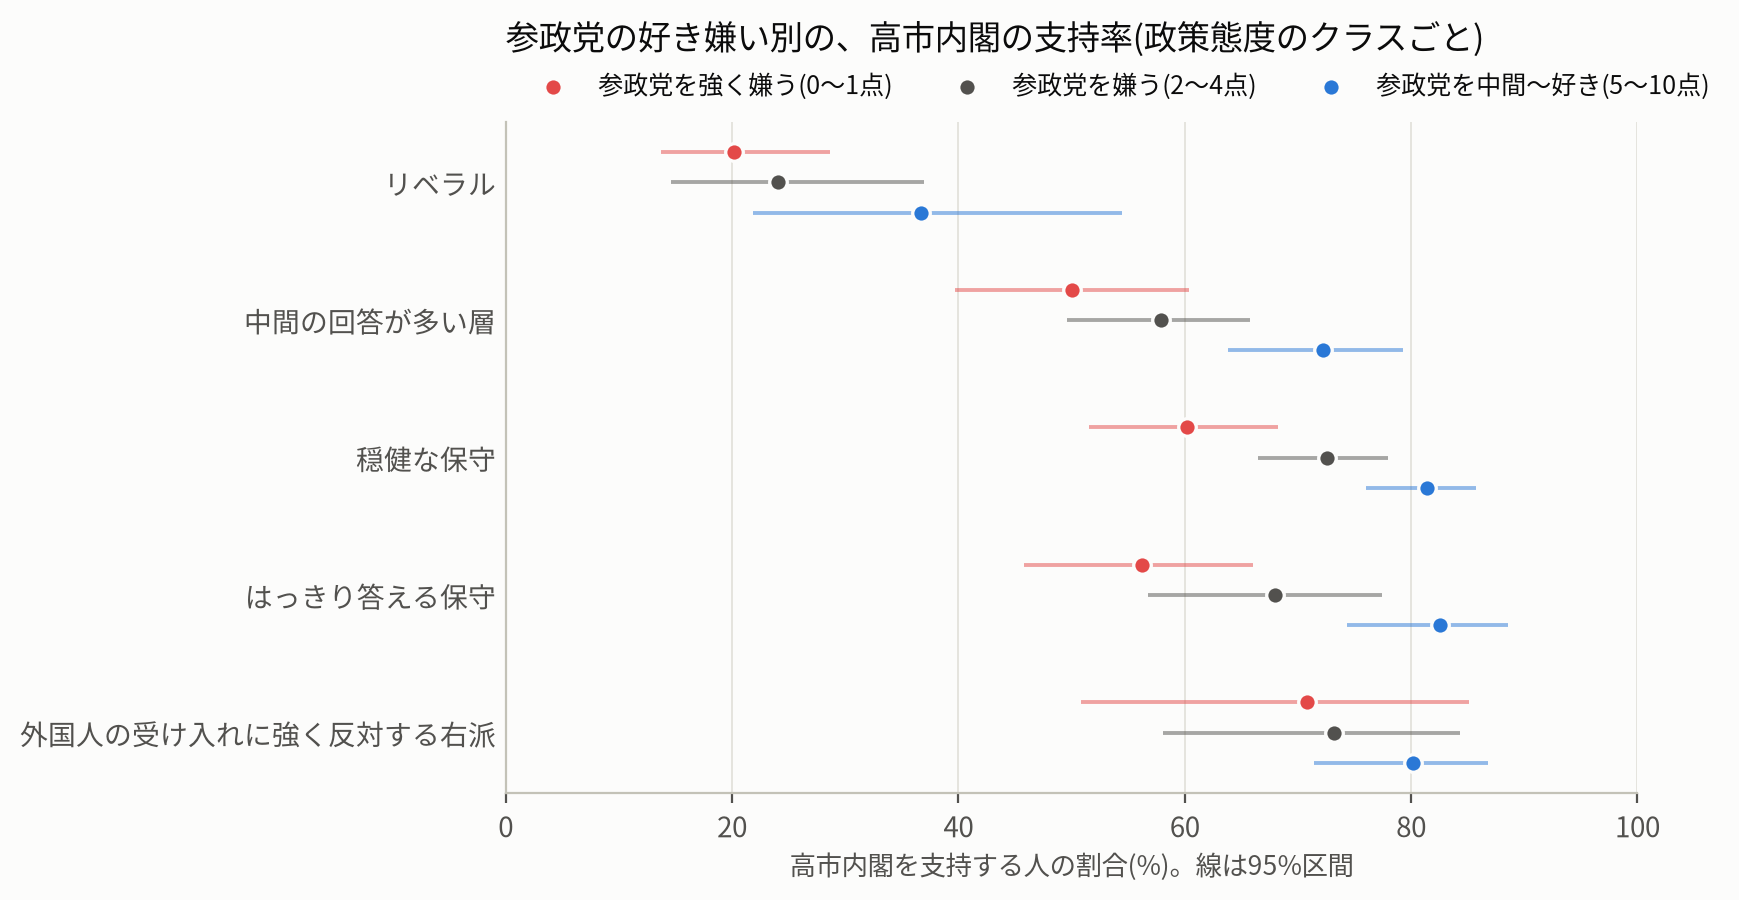 参政党の好き嫌い別の、高市内閣の支持率(政策態度のクラスごと)
参政党を強く嫌う(0〜1点)
参政党を嫌う(2〜4点)
参政党を中間〜好き(5〜10点)
リベラル
中間の回答が多い層
穏健な保守
はっきり答える保守
外国人の受け入れに強く反対する右派
0
20
40
60
80
100
高市内閣を支持する人の割合(%)。線は95%区間